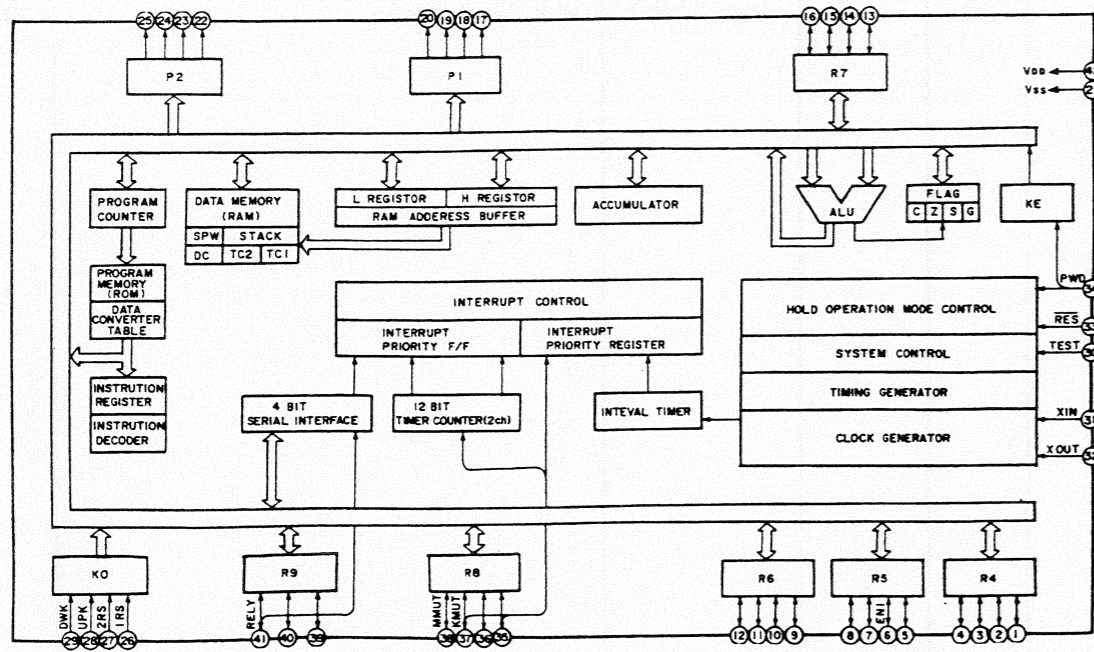 25 24 23 22
20 19 18 17
16 15 14 13
P2
P1
R7
VDD
VSS
PROGRAM
COUNTER
DATA MEMORY
(RAM)
SPW STACK
DC TC2 TC1
L REGISTOR H REGISTOR
RAM ADDERESS BUFFER
ACCUMULATOR
ALU
FLAG
C Z S G
KE
PROGRAM
MEMORY
(ROM)
DATA
CONVERTER
TABLE
INSTRUTION
REGISTER
INSTRUTION
DECODER
INTERRUPT CONTROL
INTERRUPT
PRIORITY F/F
INTERRUPT
PRIORITY REGISTER
4 BIT
SERIAL INTERFACE
12 BIT
TIMER COUNTER(2ch)
INTEVAL TIMER
HOLD OPERATION MODE CONTROL
SYSTEM CONTROL
TIMING GENERATOR
CLOCK GENERATOR
PWD
RES
TEST
XIN
XOUT
K0
R9
R8
R6
R5
R4
DWK
UPK
2RS
1RS
RELY
MMUT
KMUT
29 28 27 26
41 40 39
38 37 36 35
12 11 10 9
8 7 6 5
4 3 2 1